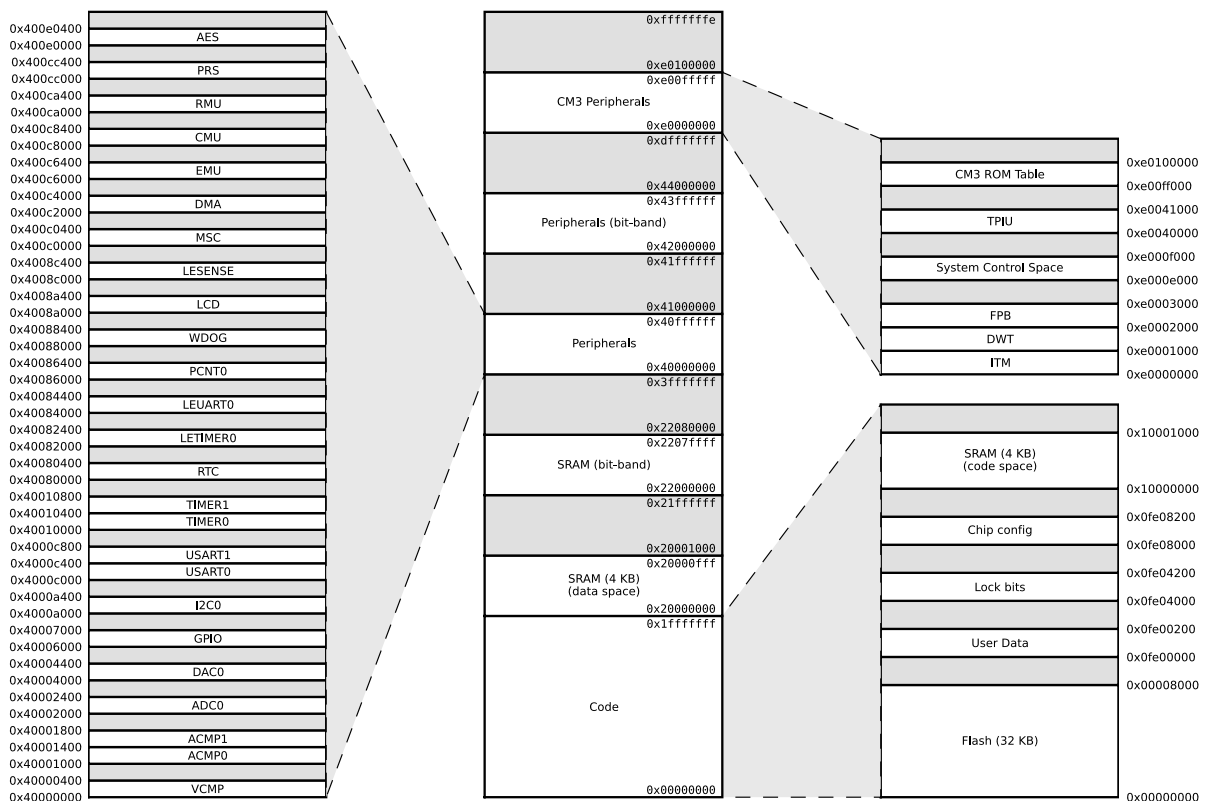 0x400e0400
AES
0x400e0000
0x400cc400
PRS
0x400cc000
0x400ca400
RMU
0x400ca000
0x400c8400
CMU
0x400c8000
0x400c6400
EMU
0x400c6000
0x400c4000
DMA
0x400c2000
0x400c0400
MSC
0x400c0000
0x4008c400
LESENSE
0x4008c000
0x4008a400
LCD
0x4008a000
0x40088400
WDOG
0x40088000
0x40086400
PCNT0
0x40086000
0x40084400
LEUART0
0x40084000
0x40082400
LETIMER0
0x40082000
0x40080400
RTC
0x40080000
0x40010800
TIMER1
0x40010400
TIMER0
0x40010000
0x4000c800
USART1
0x4000c400
USART0
0x4000c000
0x4000a400
I2C0
0x4000a000
0x40007000
GPIO
0x40006000
0x40004400
DAC0
0x40004000
0x40002400
ADC0
0x40002000
0x40001800
ACMP1
0x40001400
ACMP0
0x40001000
0x40000400
VCMP
0x40000000
0xfffffffe
0xe0100000
0xe00fffff
CM3 Peripherals
0xe0000000
0xdfffffff
0x44000000
0x43ffffff
Peripherals (bit-band)
0x42000000
0x41ffffff
0x41000000
0x40ffffff
Peripherals
0x40000000
0x3fffffff
0x22080000
0x2207ffff
SRAM (bit-band)
0x22000000
0x21ffffff
0x20001000
0x20000fff
SRAM (4 KB)
(data space)
0x20000000
0x1fffffff
Code
0x00000000
0xe0100000
CM3 ROM Table
0xe00ff000
0xe0041000
TPIU
0xe0040000
0xe000f000
System Control Space
0xe000e000
0xe0003000
FPB
0xe0002000
DWT
0xe0001000
ITM
0xe0000000
0x10001000
SRAM (4 KB)
(code space)
0x10000000
0x0fe08200
Chip config
0x0fe08000
0x0fe04200
Lock bits
0x0fe04000
0x0fe00200
User Data
0x0fe00000
0x00008000
Flash (32 KB)
0x00000000